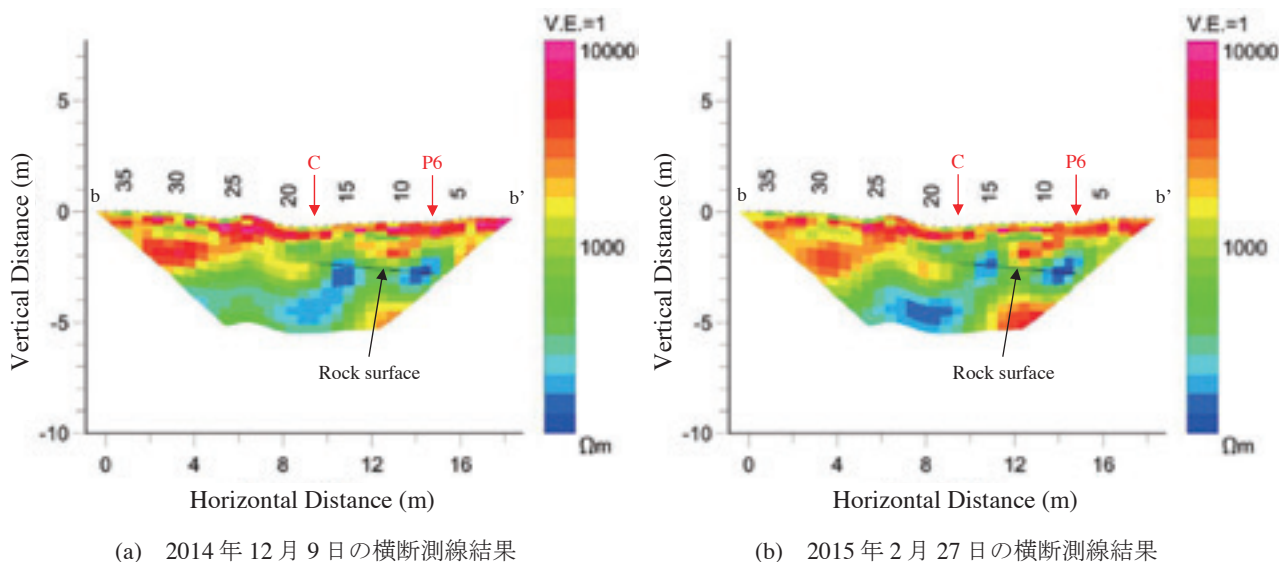 V.E.=1
10000
1000
Ωm
5
0
-5
-10
Vertical Distance (m)
b
35
30
25
20
C
15
10
P6
5
b'
Rock surface
0
4
8
12
16
Horizontal Distance (m)
(a) 2014 年 12 月 9 日の横断測線結果
V.E.=1
10000
1000
Ωm
5
0
-5
-10
Vertical Distance (m)
b
35
30
25
20
C
15
10
P6
5
b'
Rock surface
0
4
8
12
16
Horizontal Distance (m)
(b) 2015 年 2 月 27 日の横断測線結果